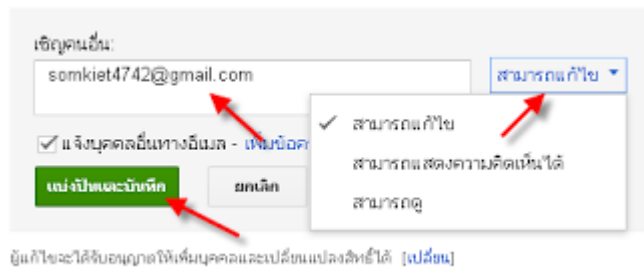 เชิญคนอื่น:
somkiet4742@gmail.com
สามารถแก้ไข
✓ สามารถแก้ไข
สามารถแสดงความคิดเห็นได้
สามารถดู
แจ้งบุคคลอื่นทางอีเมล - เพิ่มข้อค
แบ่งปันและบันทึก
ยกเลิก
ผู้แก้ไขจะได้รับอนุญาตให้เพิ่มบุคคลและเปลี่ยนแปลงสิทธิ์ได้ [เปลี่ยน]